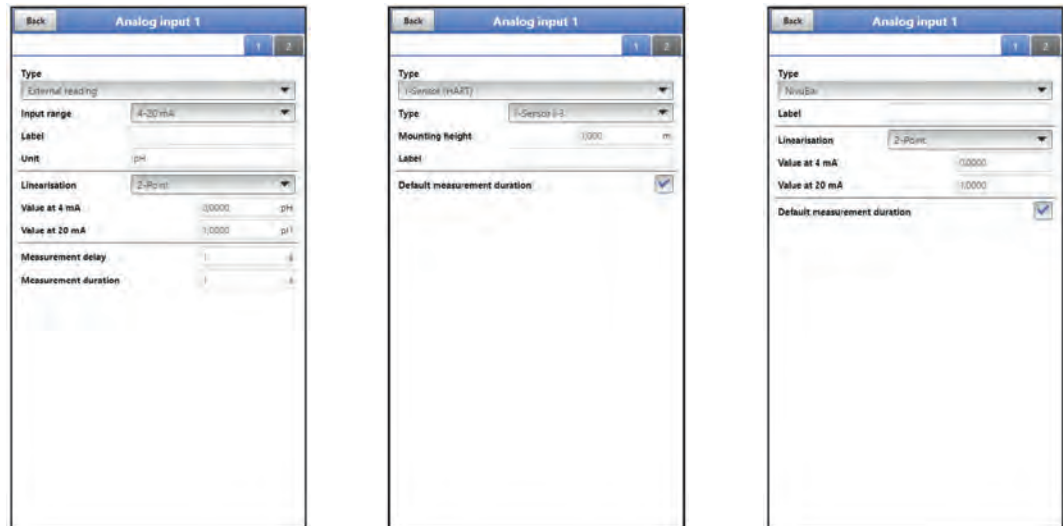 Back Analog input 1
1 2
Type
External reading
Input range 4-20 mA
Label
Unit pH
Linearisation 2-Point
Value at 4 mA 0,0000 pH
Value at 20 mA 1,0000 pH
Measurement delay 1 s
Measurement duration 1 s
Back Analog input 1
1 2
Type
I-Sensor (HART)
Type I-Sensor I-3
Mounting height 1,000 m
Label
Default measurement duration
Back Analog input 1
1 2
Type
NivuBar
Label
Linearisation 2-Point
Value at 4 mA 0,0000
Value at 20 mA 1,0000
Default measurement duration